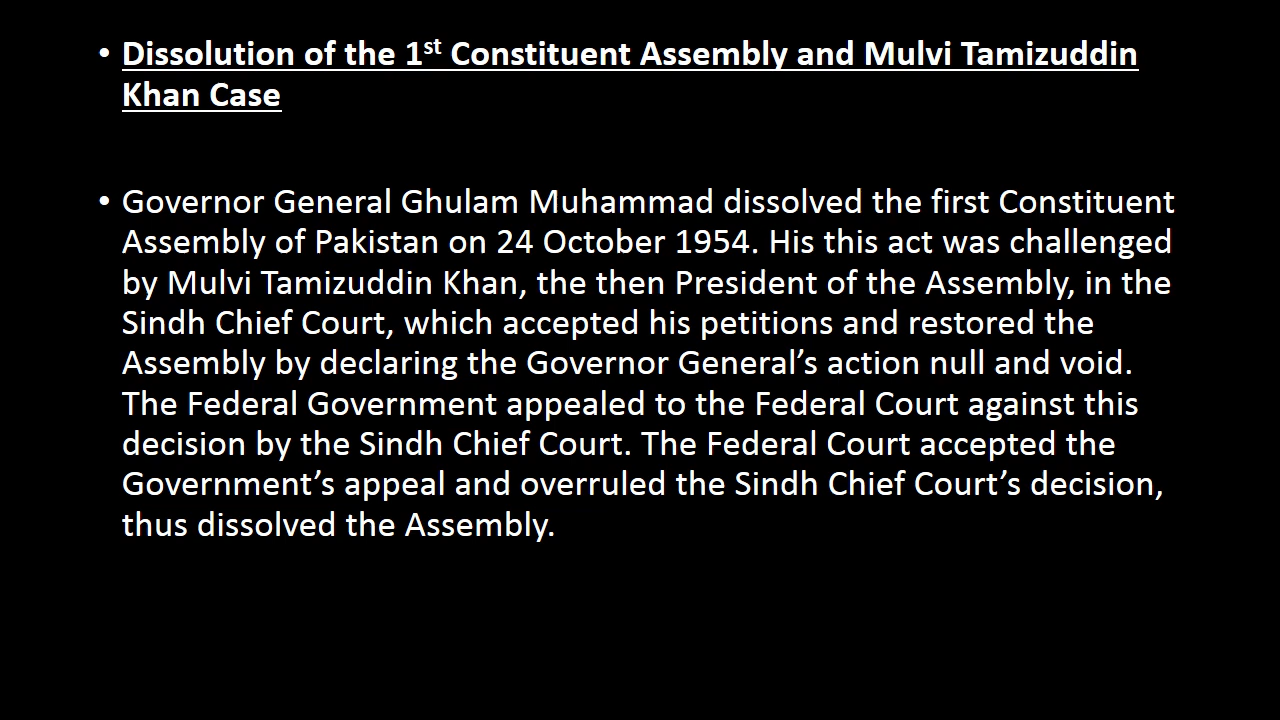 • Dissolution of the 1st Constituent Assembly and Mulvi Tamizuddin
Khan Case
• Governor General Ghulam Muhammad dissolved the first Constituent
Assembly of Pakistan on 24 October 1954. His this act was challenged
by Mulvi Tamizuddin Khan, the then President of the Assembly, in the
Sindh Chief Court, which accepted his petitions and restored the
Assembly by declaring the Governor General’s action null and void.
The Federal Government appealed to the Federal Court against this
decision by the Sindh Chief Court. The Federal Court accepted the
Government’s appeal and overruled the Sindh Chief Court’s decision,
thus dissolved the Assembly.